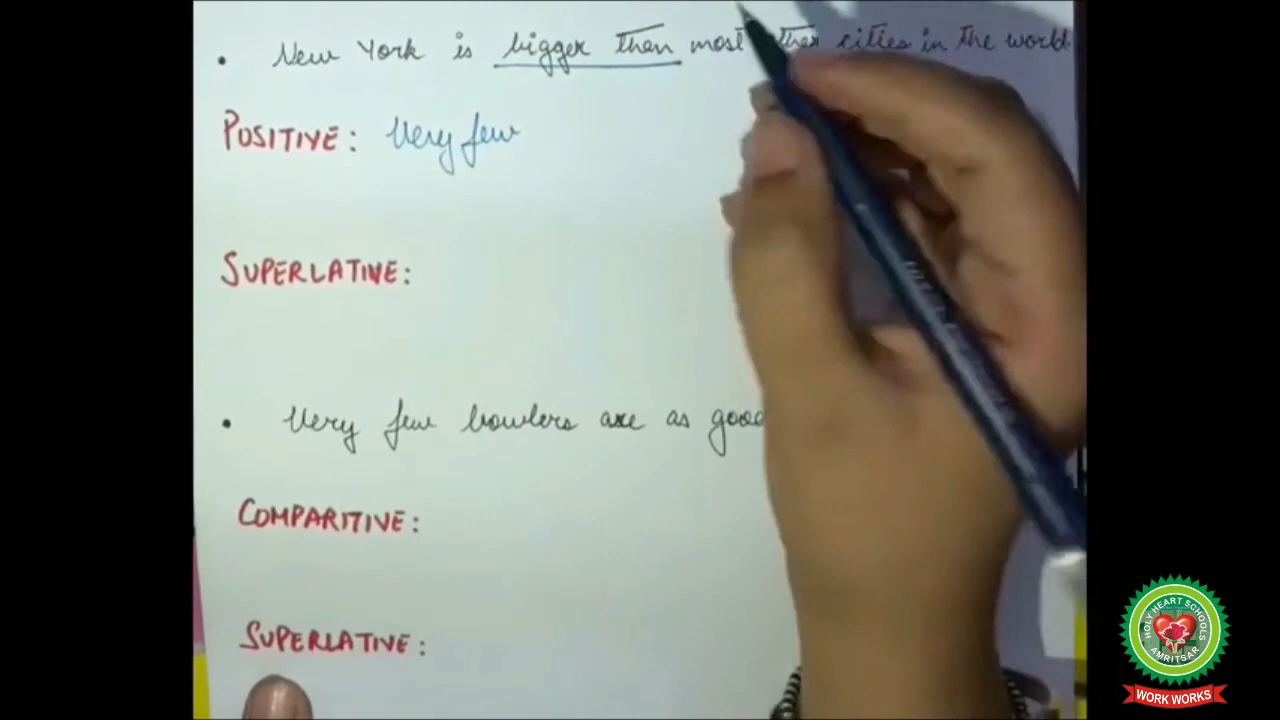 • New York is bigger than most other cities in the world.
POSITIVE: Very few
SUPERLATIVE:
• Very few bowlers are as good
COMPARITIVE:
SUPERLATIVE:
HOLY HEART SCHOOLS
AMRITSAR
WORK WORKS